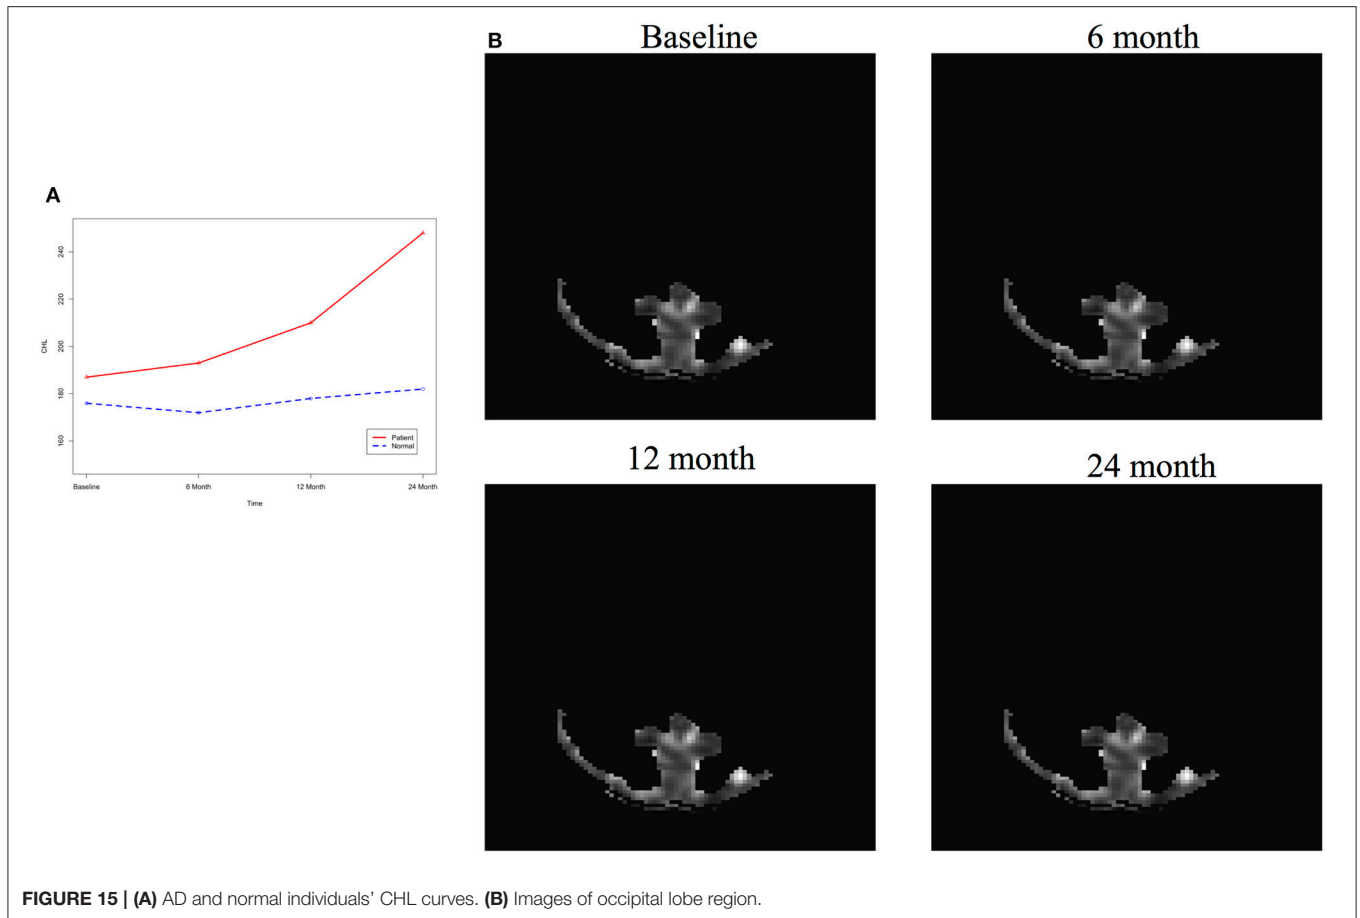 B
Baseline
6 month
A
240
220
200
180
160
CHL
Patient
Normal
Baseline
6 Month
12 Month
24 Month
Time
12 month
24 month
FIGURE 15 | (A) AD and normal individuals’ CHL curves. (B) Images of occipital lobe region.